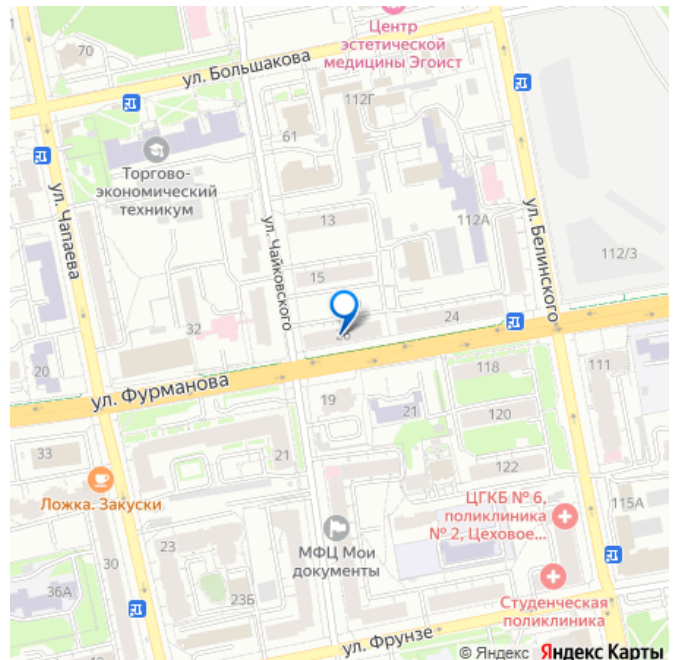 Центр
эстетической
медицины Эгоист
70
ул. Большакова
112Г
61
Торгово-
экономический
техникум
ул. Чапаева
ул. Чайковского
13
112А
ул. Белинского
15
112/3
24
32
20
ул. Фурманова
118
111
19
21
120
33
21
122
Ложка. Закуски
ЦГКБ № 6,
поликлиника
№ 2, Цеховое...
115А
23
МФЦ Мои
документы
30
36А
23Б
Студенческая
поликлиника
ул. Фрунзе
© Яндекс Яндекс Карты